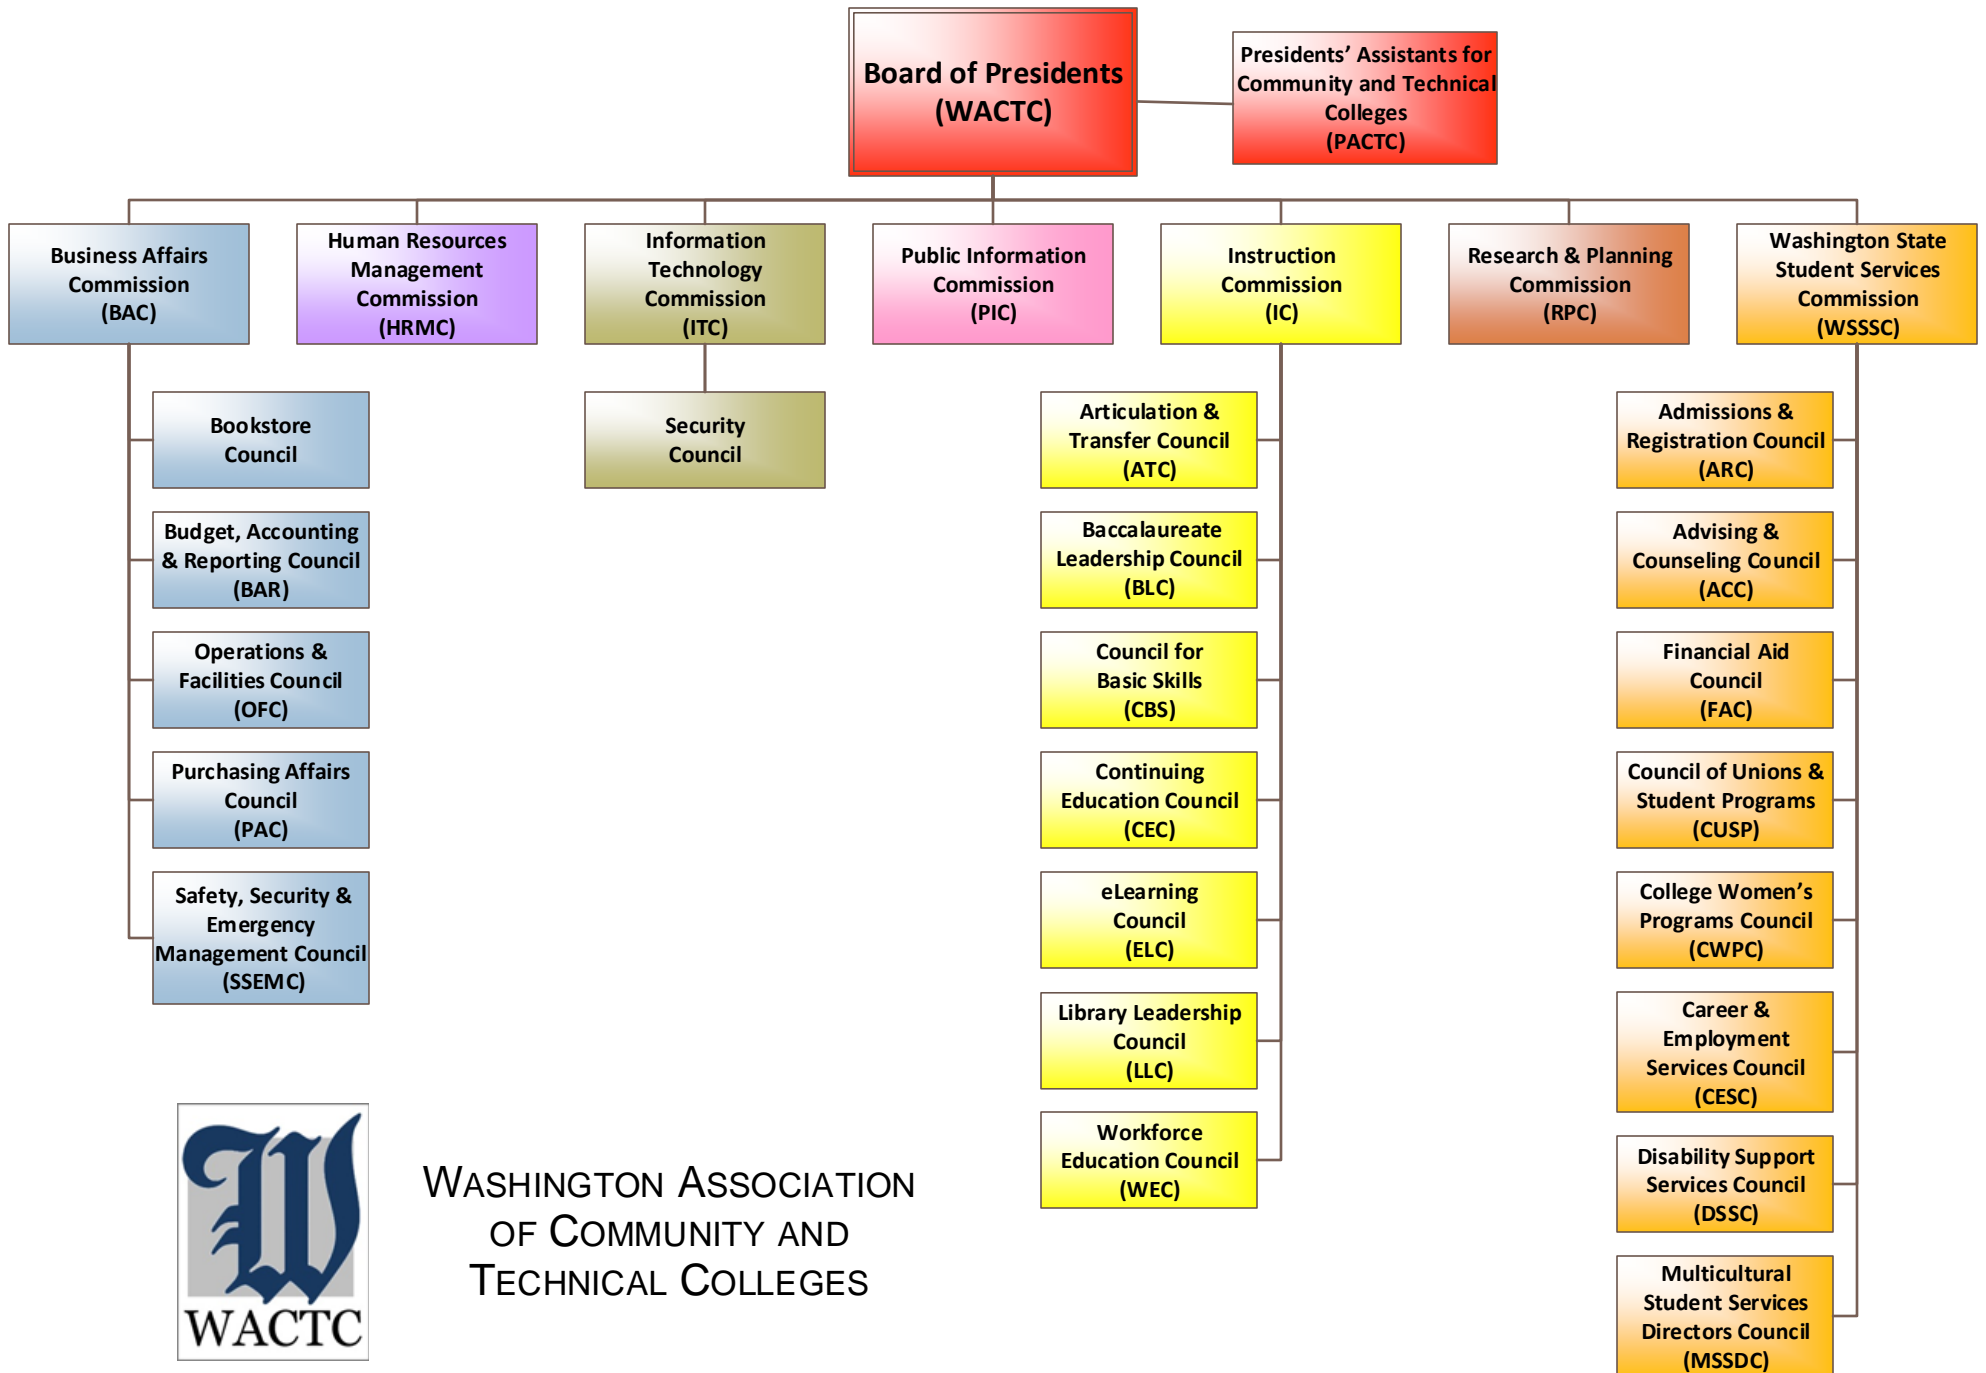 Board of Presidents
(WACTC)
Presidents’ Assistants for
Community and Technical
Colleges
(PACTC)
Business Affairs
Commission
(BAC)
Human Resources
Management
Commission
(HRMC)
Information
Technology
Commission
(ITC)
Public Information
Commission
(PIC)
Instruction
Commission
(IC)
Research & Planning
Commission
(RPC)
Washington State
Student Services
Commission
(WSSSC)
Bookstore
Council
Budget, Accounting
& Reporting Council
(BAR)
Operations &
Facilities Council
(OFC)
Purchasing Affairs
Council
(PAC)
Safety, Security &
Emergency
Management Council
(SSEMC)
Security
Council
Articulation &
Transfer Council
(ATC)
Baccalaureate
Leadership Council
(BLC)
Council for
Basic Skills
(CBS)
Continuing
Education Council
(CEC)
eLearning
Council
(ELC)
Library Leadership
Council
(LLC)
Workforce
Education Council
(WEC)
Admissions &
Registration Council
(ARC)
Advising &
Counseling Council
(ACC)
Financial Aid
Council
(FAC)
Council of Unions &
Student Programs
(CUSP)
College Women’s
Programs Council
(CWPC)
Career &
Employment
Services Council
(CESC)
Disability Support
Services Council
(DSSC)
Multicultural
Student Services
Directors Council
(MSSDC)
W
WACTC
WASHINGTON ASSOCIATION
OF COMMUNITY AND
TECHNICAL COLLEGES